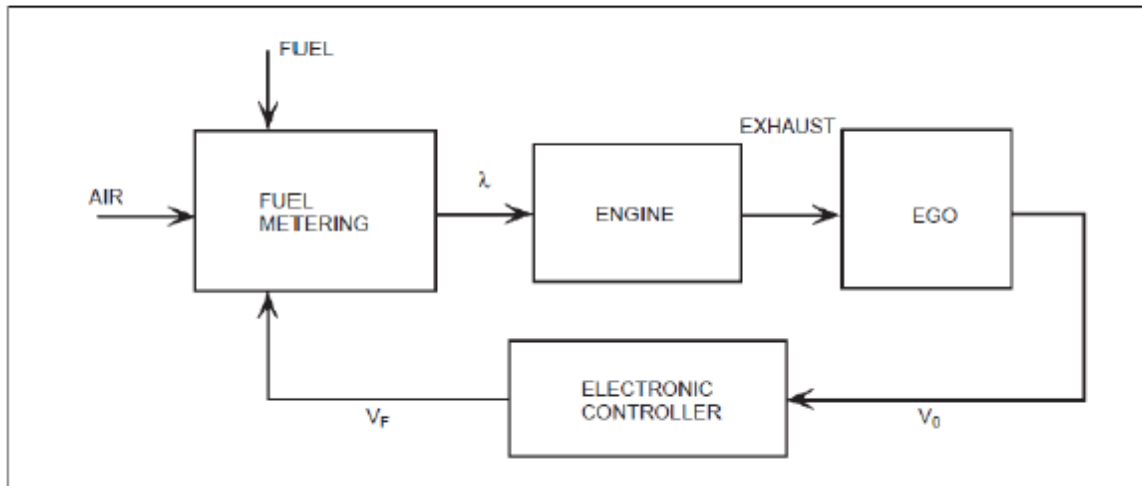 FUEL
EXHAUST
AIR
FUEL
METERING
λ
ENGINE
EGO
ELECTRONIC
CONTROLLER
VF
V0